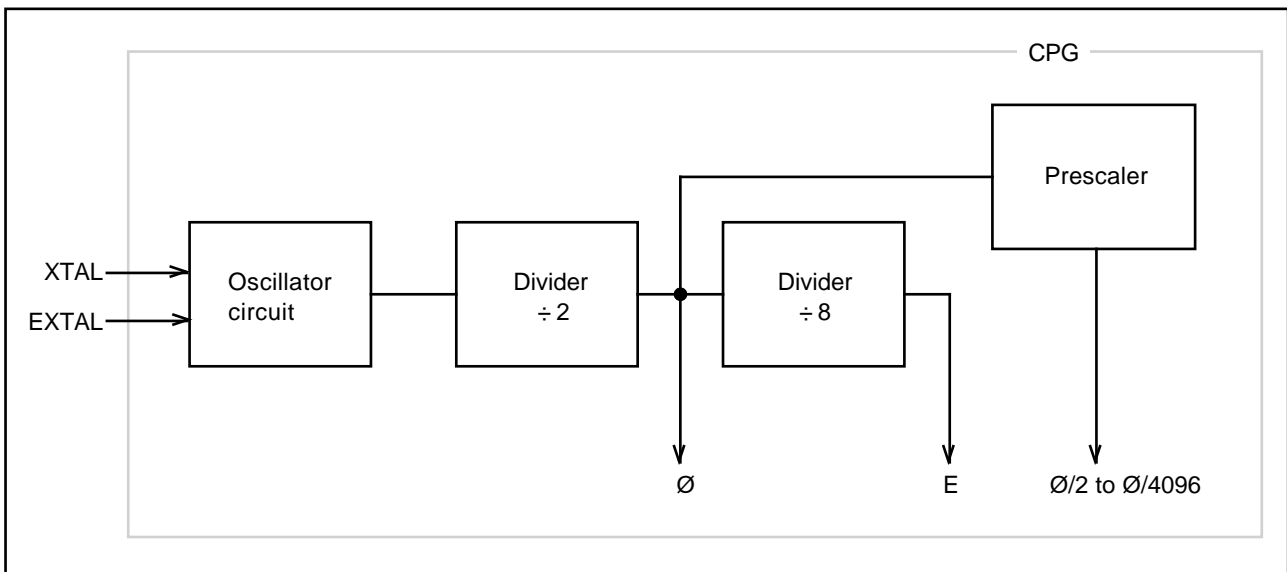 CPG
Prescaler
XTAL
EXTAL
Oscillator
circuit
Divider
÷ 2
Divider
÷ 8
Ø
E
Ø/2 to Ø/4096